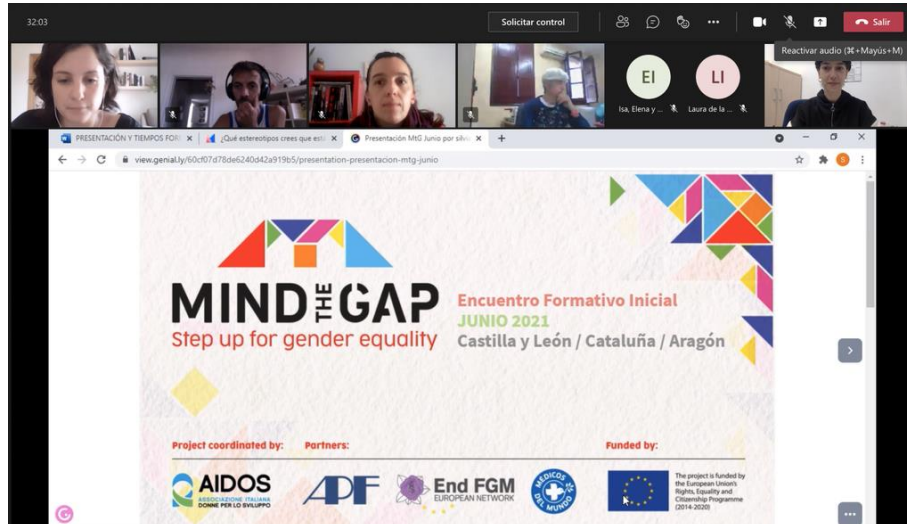 32:03
Solicitar control
Salir
Reactivar audio (⌘+Mayús+M)
EI
LI
Isa, Elena y ...
Laura de la ...
PRESENTACIÓN Y TIEMPOS FOR
¿Qué estereotipos crees que est
Presentación MtG Junio por silvi
view.genial.ly/60cf07d78de6240d42a919b5/presentation-presentacion-mtg-junio
S
MIND THE GAP
Step up for gender equality
Encuentro Formativo Inicial
JUNIO 2021
Castilla y León / Cataluña / Aragón
Project coordinated by:
Partners:
Funded by:
AIDOS
ASSOCIAZIONE ITALIANA
DONNE PER LO SVILUPPO
APF
End FGM
EUROPEAN NETWORK
MEDICOS DEL MUNDO
The project is funded by
the European Union's
Rights, Equality and
Citizenship Programme
(2014-2020)